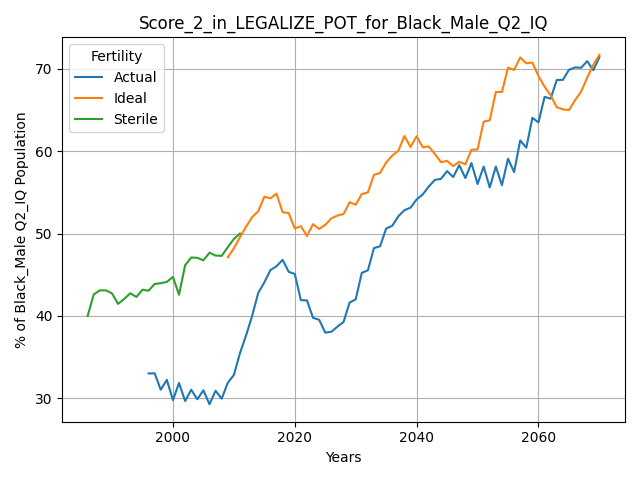 Score_2_in_LEGALIZE_POT_for_Black_Male_Q2_IQ
Fertility
Actual
Ideal
Sterile
% of Black_Male Q2_IQ Population
70
60
50
40
30
2000
2020
2040
2060
Years